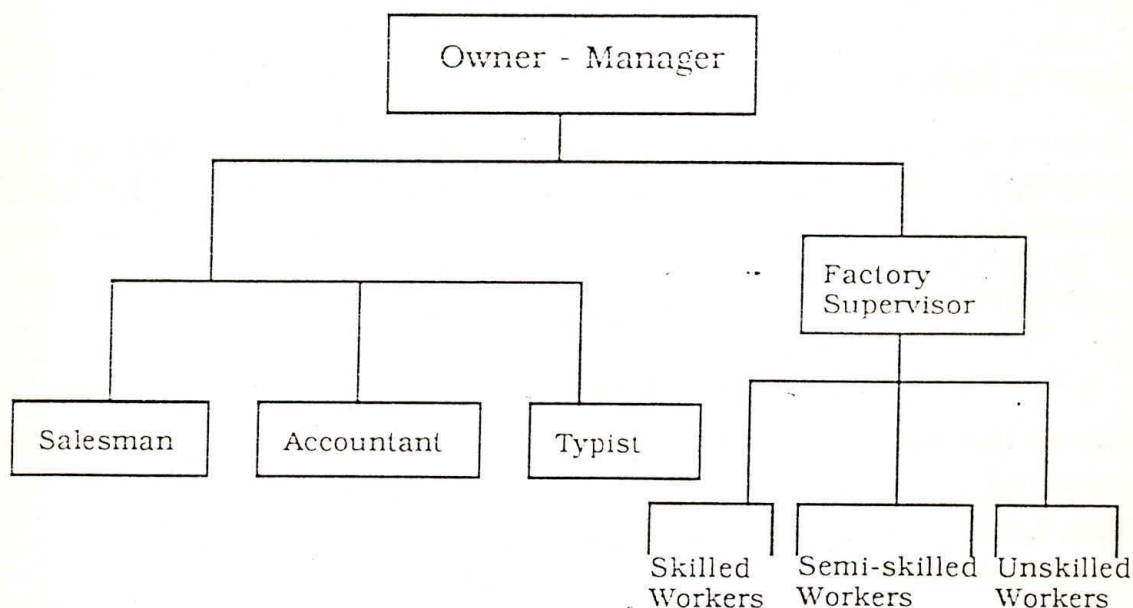 Owner - Manager
Factory
Supervisor
Salesman
Accountant
Typist
Skilled
Workers
Semi-skilled
Workers
Unskilled
Workers